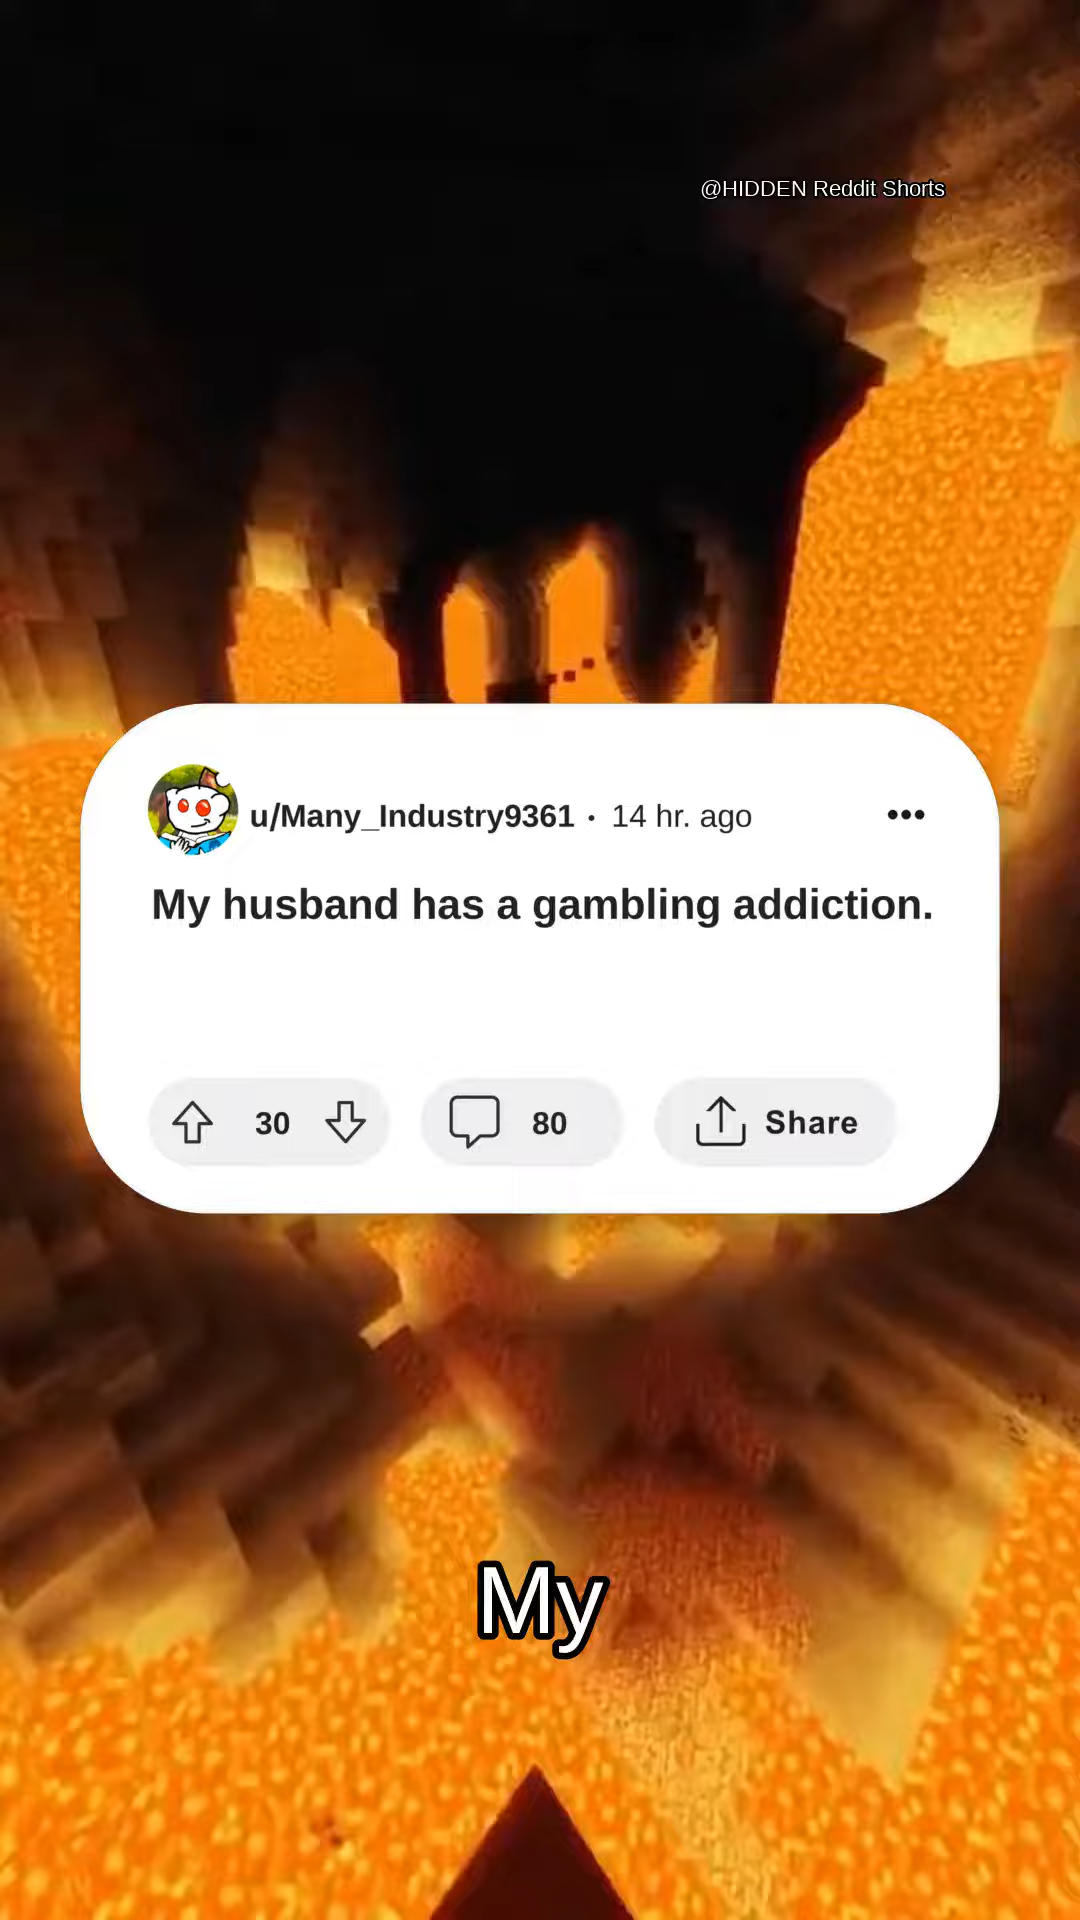 @HIDDEN Reddit Shorts
u/Many_Industry9361 · 14 hr. ago
My husband has a gambling addiction.
30
80
Share
My